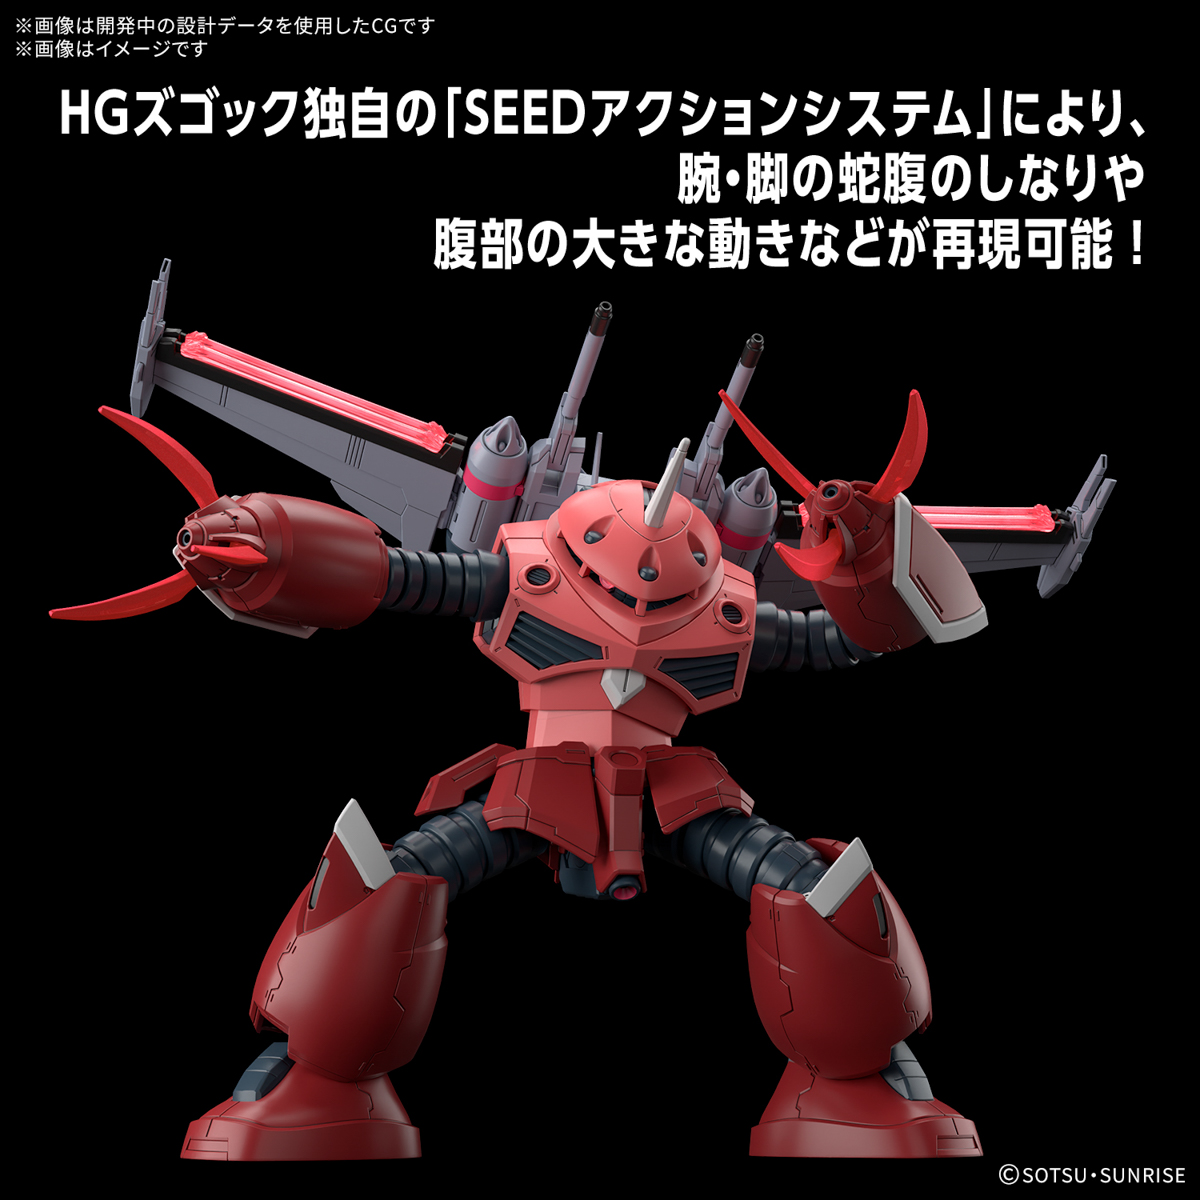 ※画像は開発中の設計データを使用したCGです
※画像はイメージです
HGズゴック独自の「SEEDアクションシステム」により、
腕・脚の蛇腹のしなりや
腹部の大きな動きなどが再現可能！
©SOTSU・SUNRISE